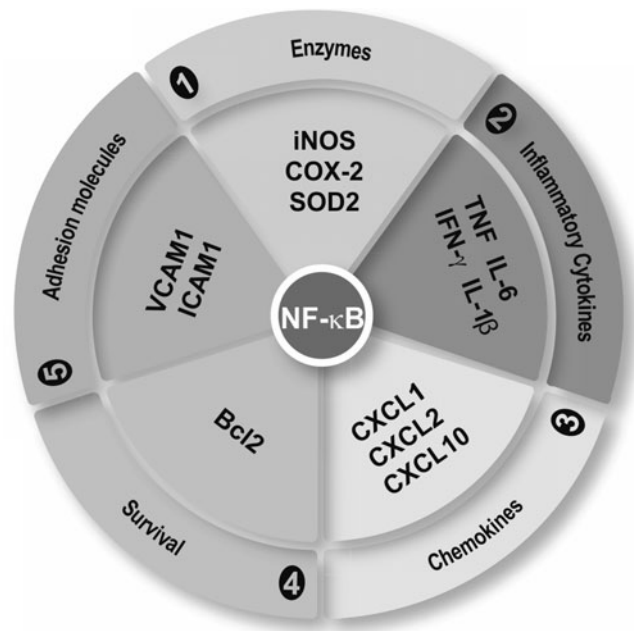 1
Enzymes
iNOS
COX-2
SOD2
2
Inflammatory Cytokines
TNF IL-6
IFN-γ IL-1β
3
Chemokines
CXCL1
CXCL2
CXCL10
4
Survival
Bcl2
5
Adhesion molecules
VCAM1
ICAM1
NF-κB